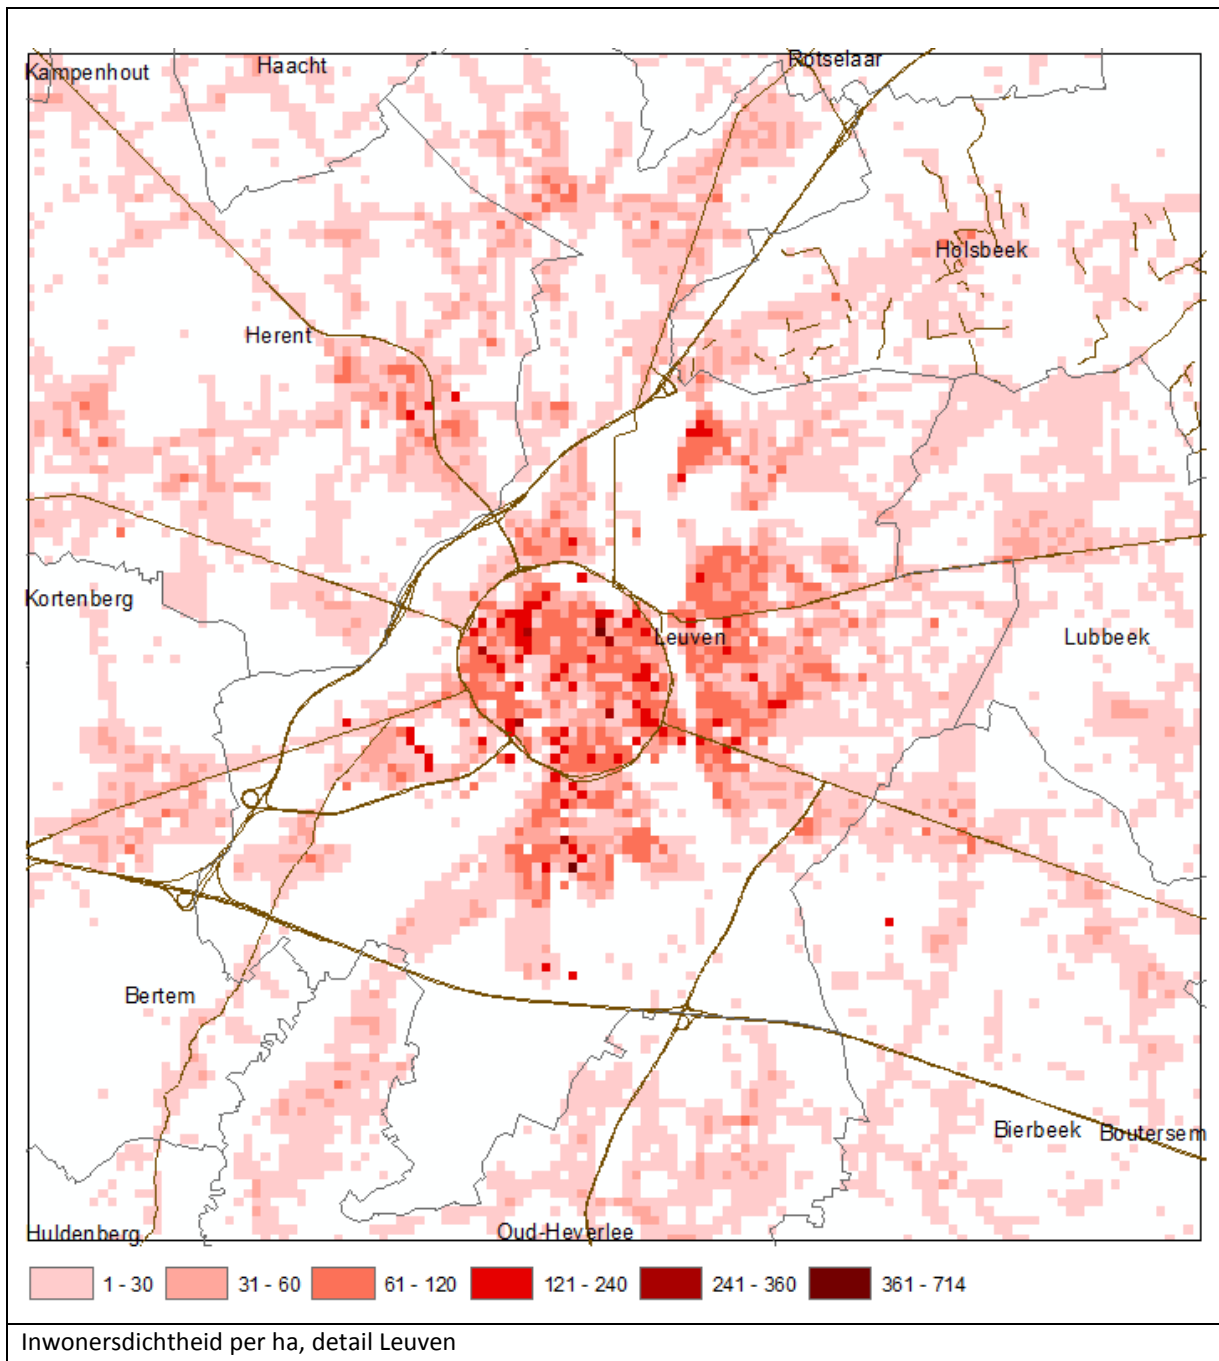 Rotselaar
Haacht
Kampenhout
Holsbeek
Herent
Kortenberg
Leuven
Lubbeek
Bertem
Bierbeek
Boutersem
Huldenberg
Oud-Heverlee
1 - 30
31 - 60
61 - 120
121 - 240
241 - 360
361 - 714
Inwonersdichtheid per ha, detail Leuven